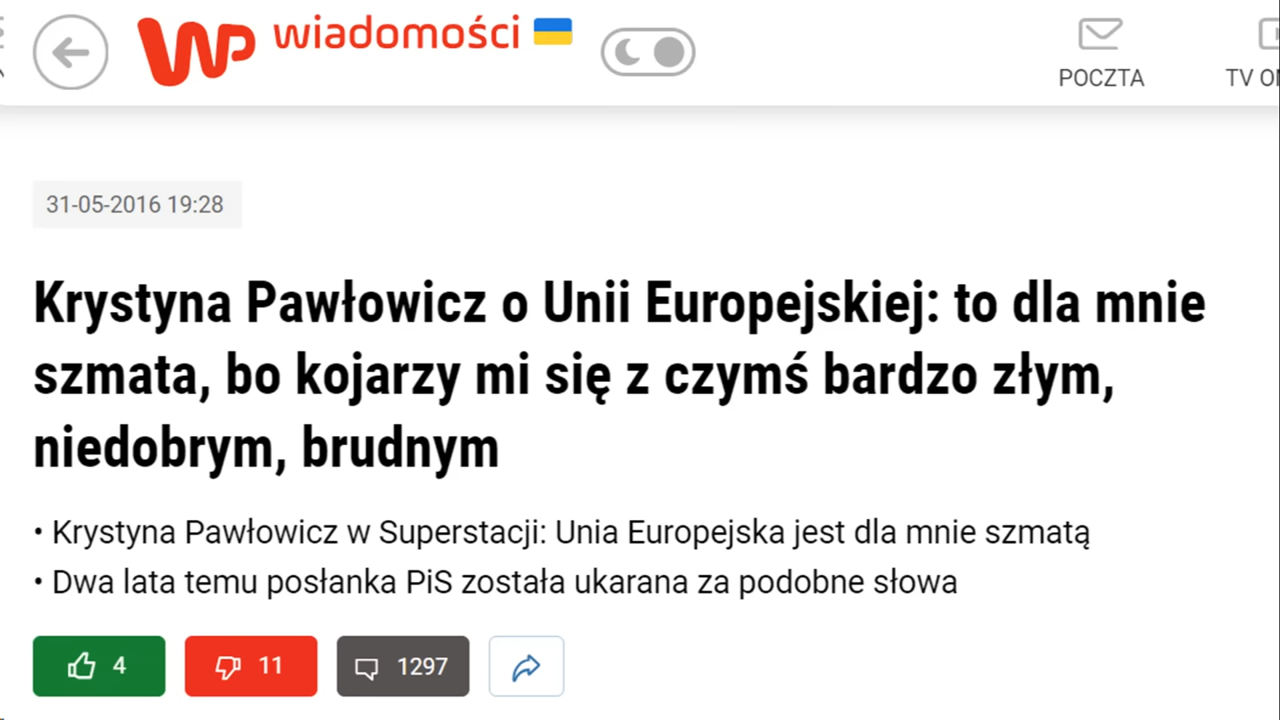 wp wiadomości
POCZTA
31-05-2016 19:28
Krystyna Pawłowicz o Unii Europejskiej: to dla mnie
szmata, bo kojarzy mi się z czymś bardzo złym,
niedobrym, brudnym
• Krystyna Pawłowicz w Superstacji: Unia Europejska jest dla mnie szmatą
• Dwa lata temu posłanka PiS została ukarana za podobne słowa
4 11 1297